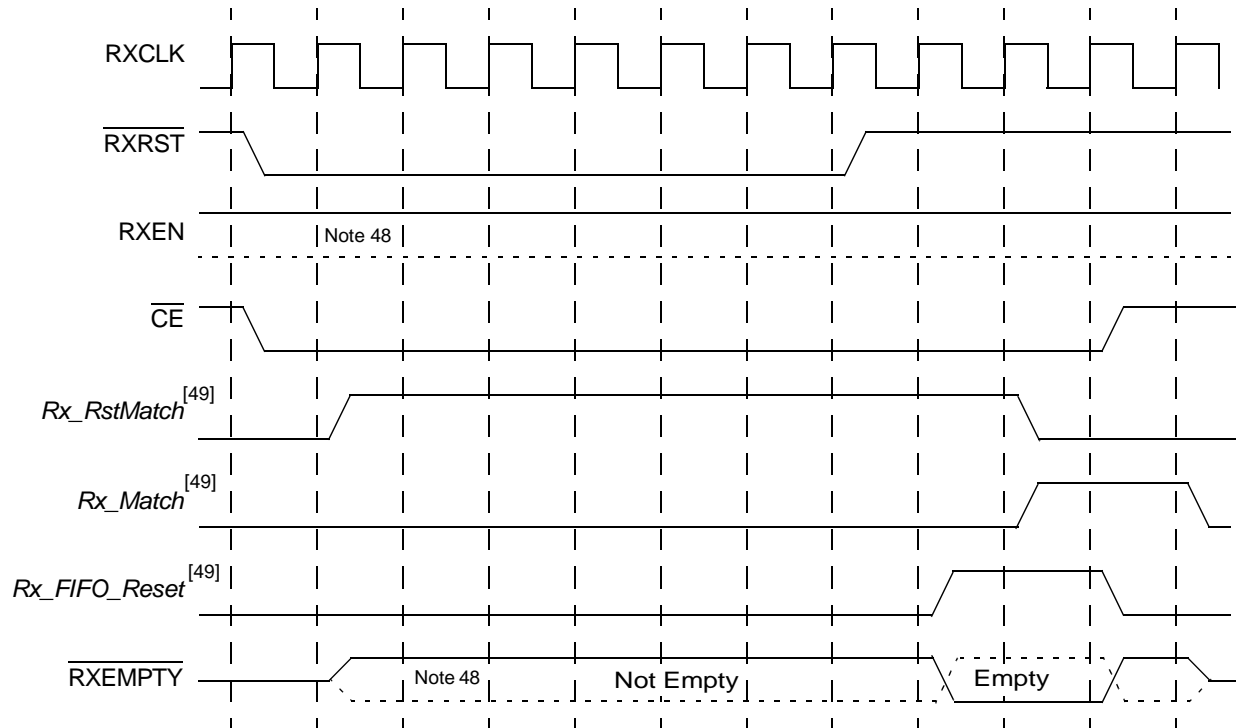 RXCLK
RXRST
RXEN
Note 48
CE
Rx_RstMatch[49]
Rx_Match[49]
Rx_FIFO_Reset[49]
RXEMPTY Note 48 Not Empty Empty